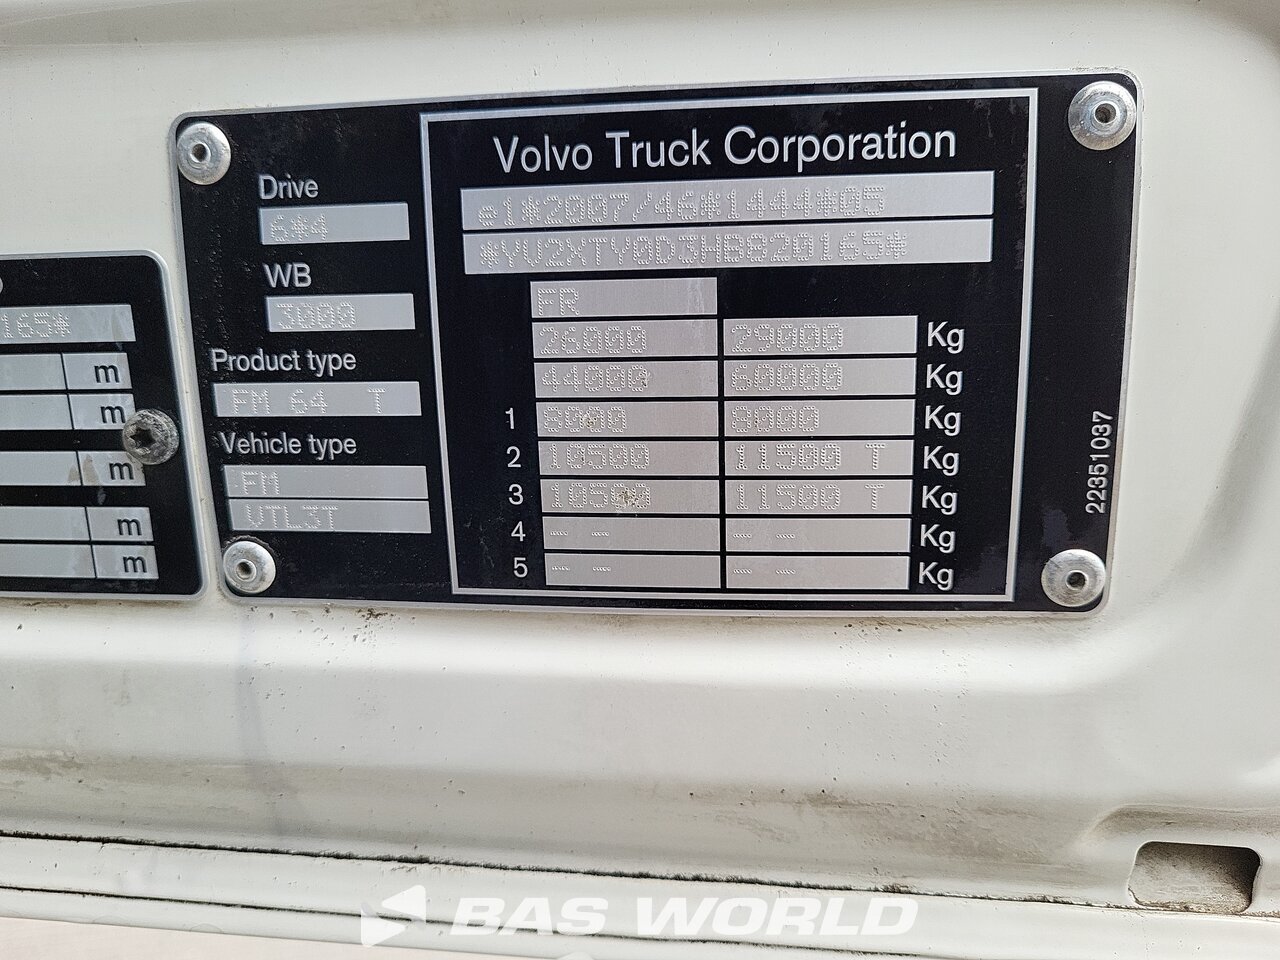 Volvo Truck Corporation
Drive
6*4
WB
3000
Product type
FM 64 T
Vehicle type
FM
VTL3T
e1*2007/46*1444*05
*YV2XTY0D3HB820165*
FR
26000 29000 Kg
44000 60000 Kg
1 8000 8000 Kg
2 10500 11500 T Kg
3 10500 11500 T Kg
4 -- -- -- -- Kg
5 -- -- -- -- Kg
22351037
165*
m
m
m
m
m
BAS WORLD